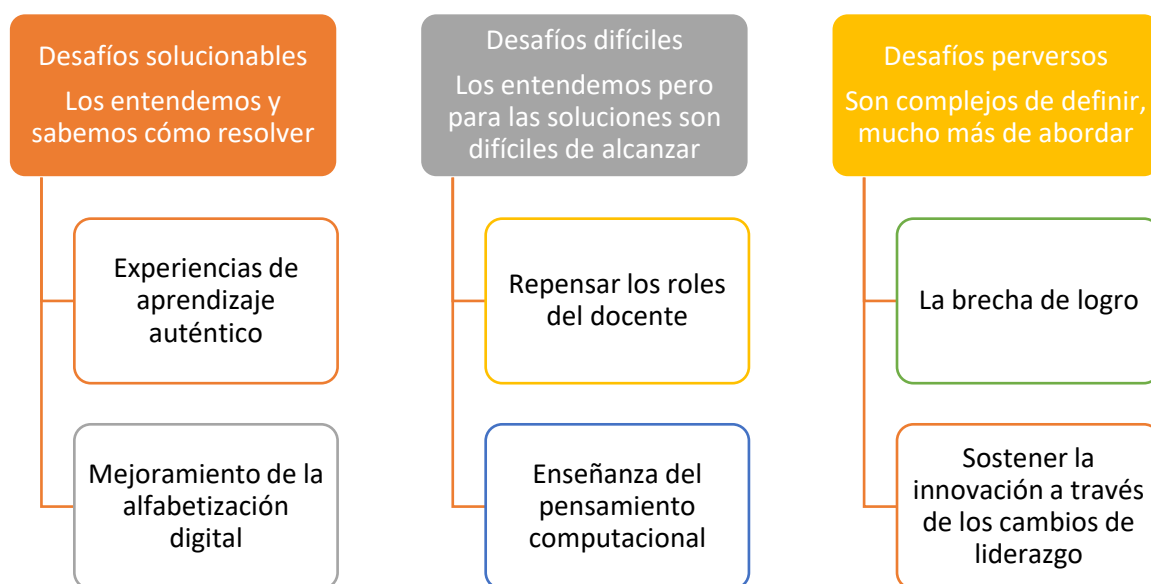 Desafíos solucionables
Los entendemos y
sabemos cómo resolver
Experiencias de
aprendizaje
auténtico
Mejoramiento de la
alfabetización
digital
Desafíos difíciles
Los entendemos pero
para las soluciones son
difíciles de alcanzar
Repensar los roles
del docente
Enseñanza del
pensamiento
computacional
Desafíos perversos
Son complejos de definir,
mucho más de abordar
La brecha de logro
Sostener la
innovación a través
de los cambios de
liderazgo